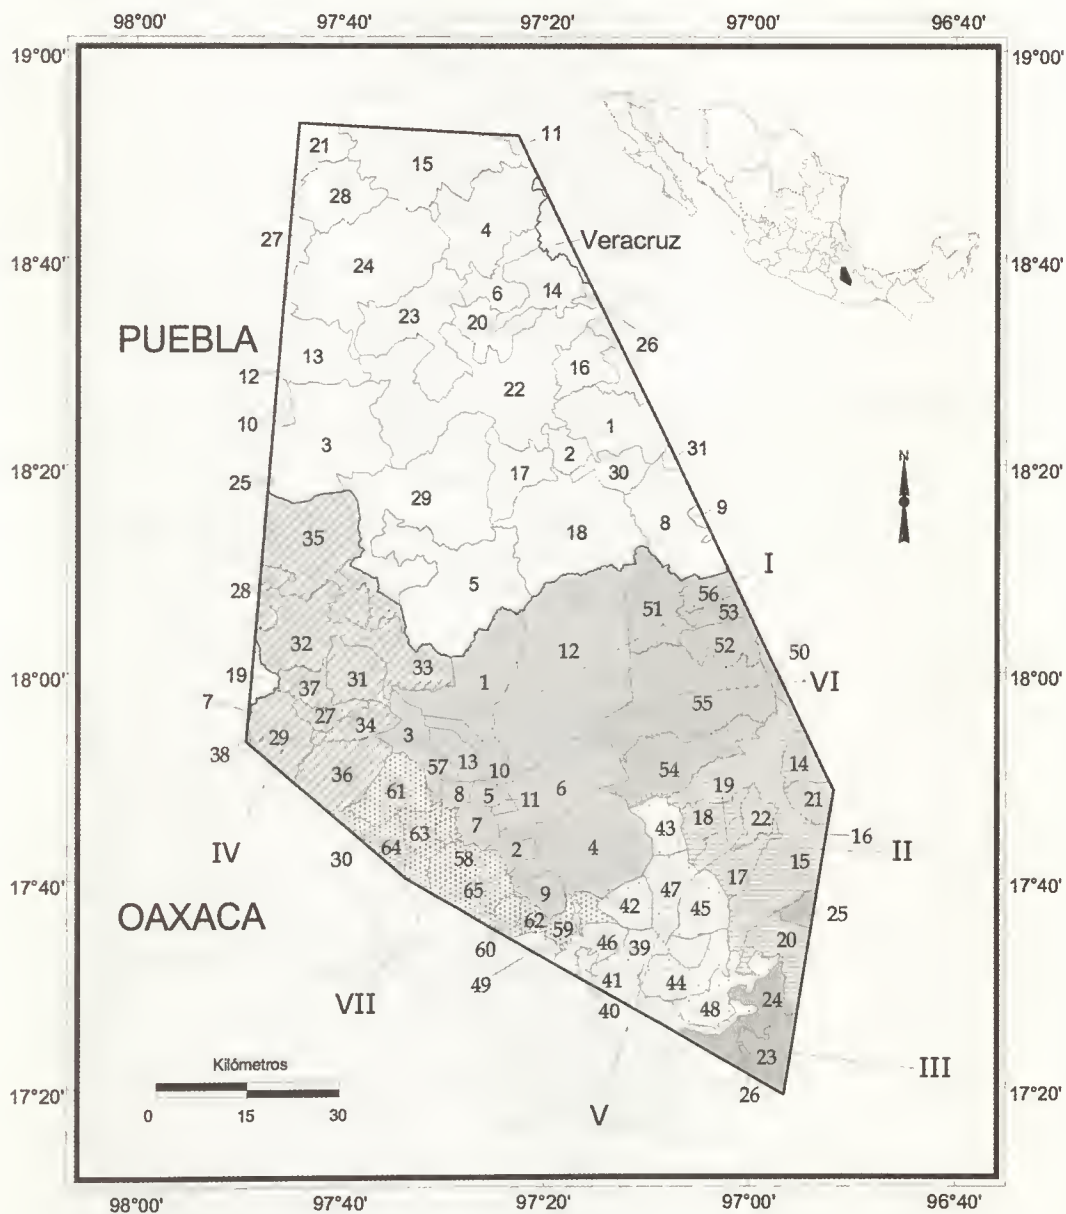 98°00' 97°40' 97°20' 97°00' 96°40'
19°00' 19°00'
21 15 11
28
27 4 Veracruz
18°40' 24 18°40'
6 14
23 20
PUEBLA 26
13 16
12 22
10 1
3 2 31
18°20' 17 30 18°20'
25 29 9
N
18 8
35 I
5
28 56
51 53
32 12 52 50
19 33
18°00' 37 31 1 VI 18°00'
7 27 55
29 34 3
38 57 13 14
36 10 54 19
61 8 5 11 6 21
7 43 18 22
63 16
IV 64 58 2 4 15 II
30 17
17°40' 65 9 47 17°40'
42 45
OAXACA 62 59 25
60 46 39 20
49 41 44
VII 40 48 24
Kilómetros 23
III
17°20' 26 17°20'
0 15 30 V
98°00' 97°40' 97°20' 97°00' 96°40'